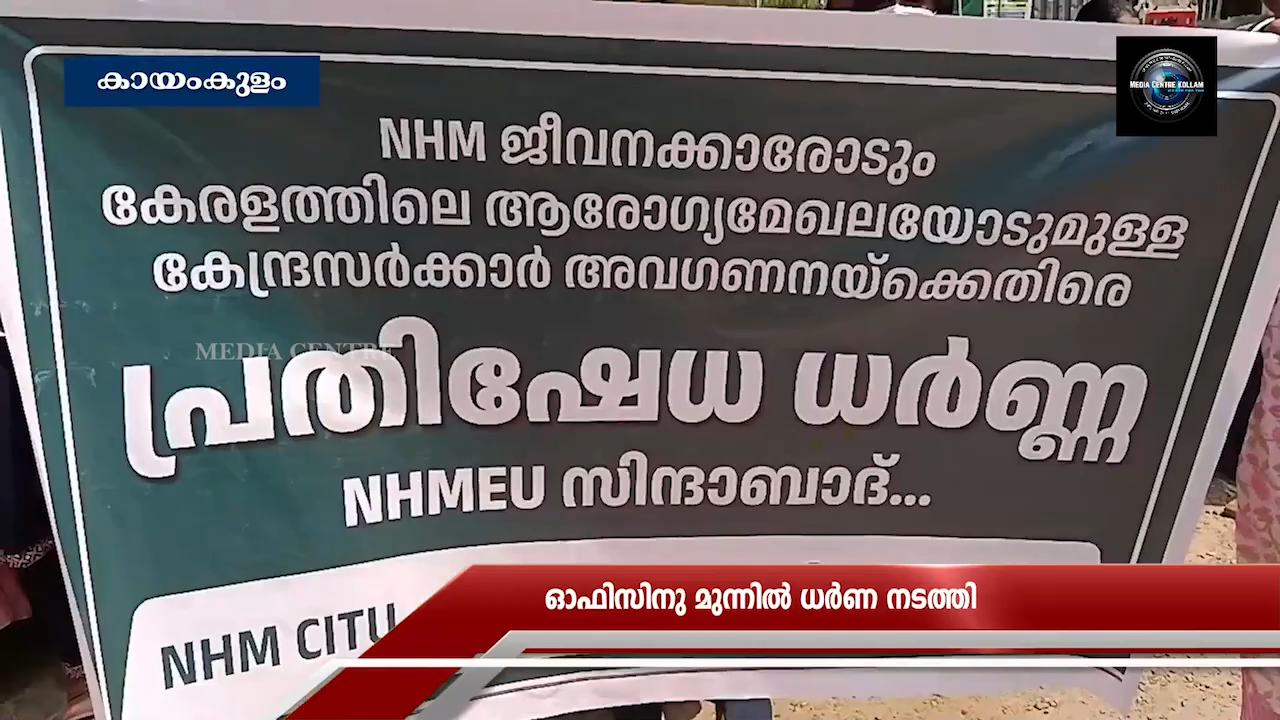 കായംകുളം
MEDIA CENTRE KOLLAM
NHM ജീവനക്കാരോടും
കേരളത്തിലെ ആരോഗ്യമേഖലയോടുമുള്ള
കേന്ദ്രസർക്കാർ അവഗണനയ്ക്കെതിരെ
MEDIA CENTRE
പ്രതിഷേധ ധർണ്ണ
NHMEU സിന്ദാബാദ്...
ഓഫിസിനു മുന്നിൽ ധർണ നടത്തി
NHM CITU